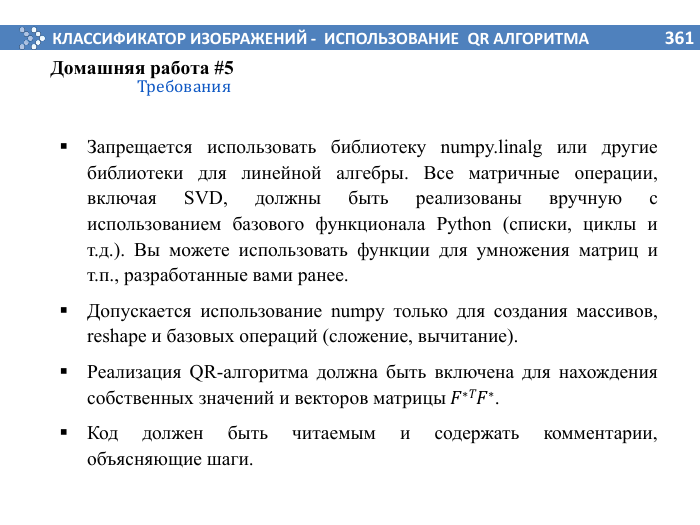 КЛАССИФИКАТОР ИЗОБРАЖЕНИЙ - ИСПОЛЬЗОВАНИЕ QR АЛГОРИТМА 361
Домашняя работа #5
Требования
▪ Запрещается использовать библиотеку numpy.linalg или другие
библиотеки для линейной алгебры. Все матричные операции,
включая SVD, должны быть реализованы вручную с
использованием базового функционала Python (списки, циклы и
т.д.). Вы можете использовать функции для умножения матриц и
т.п., разработанные вами ранее.
▪ Допускается использование numpy только для создания массивов,
reshape и базовых операций (сложение, вычитание).
▪ Реализация QR-алгоритма должна быть включена для нахождения
собственных значений и векторов матрицы 𝐹*ᵀ𝐹*.
▪ Код должен быть читаемым и содержать комментарии,
объясняющие шаги.